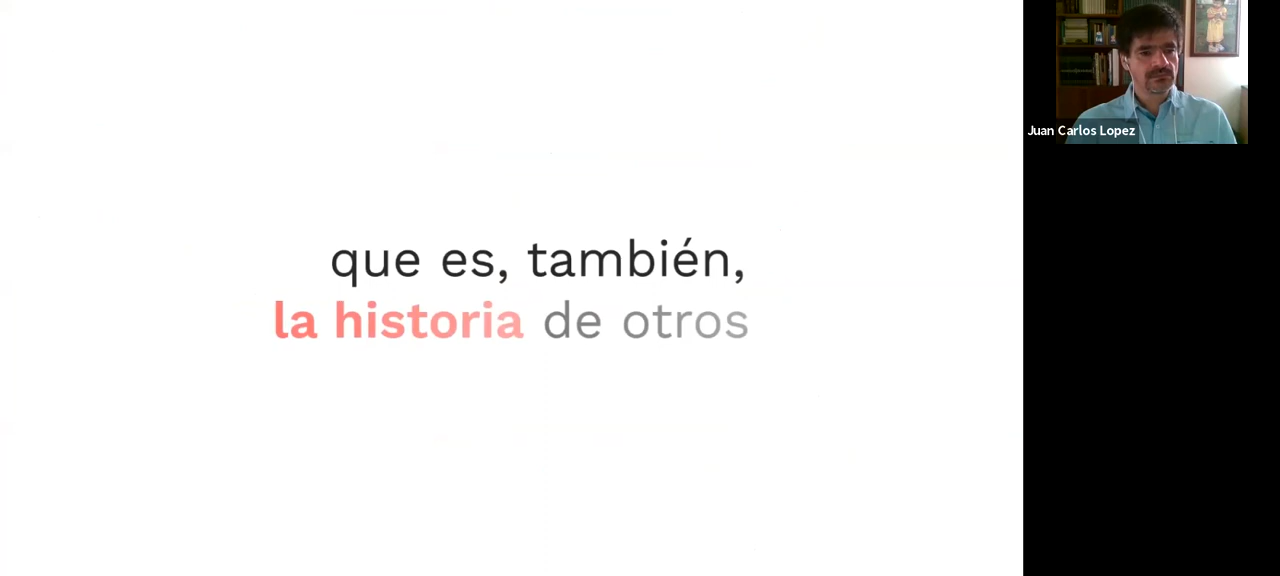 que es, también,
la historia de otros
Juan Carlos Lopez